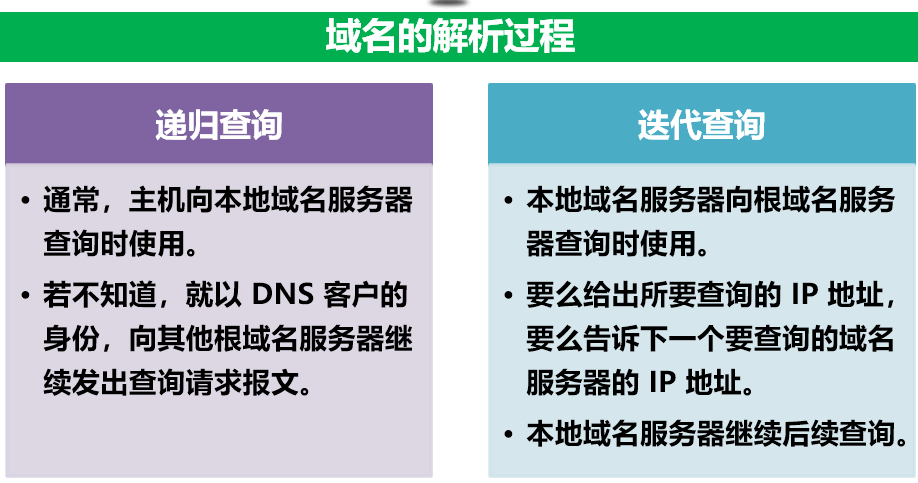 域名的解析过程
递归查询
• 通常，主机向本地域名服务器
查询时使用。
• 若不知道，就以 DNS 客户的
身份，向其他根域名服务器继
续发出查询请求报文。
迭代查询
• 本地域名服务器向根域名服务
器查询时使用。
• 要么给出所要查询的 IP 地址，
要么告诉下一个要查询的域名
服务器的 IP 地址。
• 本地域名服务器继续后续查询。